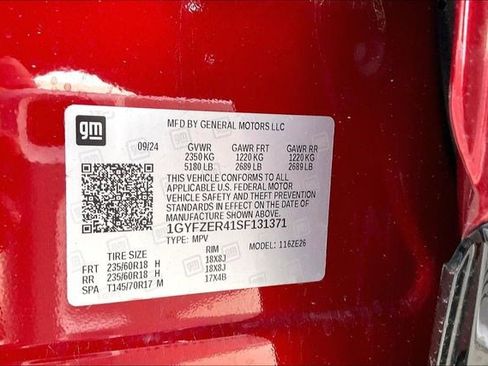 gm
MFD BY GENERAL MOTORS LLC
09/24 GVWR GAWR FRT GAWR RR
2350 KG 1220 KG 1220 KG
5180 LB 2689 LB 2689 LB
THIS VEHICLE CONFORMS TO ALL
APPLICABLE U.S. FEDERAL MOTOR
VEHICLE SAFETY AND THEFT PREVENTION
STANDARDS IN EFFECT ON THE DATE OF
MANUFACTURE SHOWN ABOVE.
1GYFZER41SF131371
TYPE: MPV MODEL: 116ZE26
TIRE SIZE RIM
FRT 235/60R18 H 18X8J
RR 235/60R18 H 18X8J
SPA T145/70R17 M 17X4B